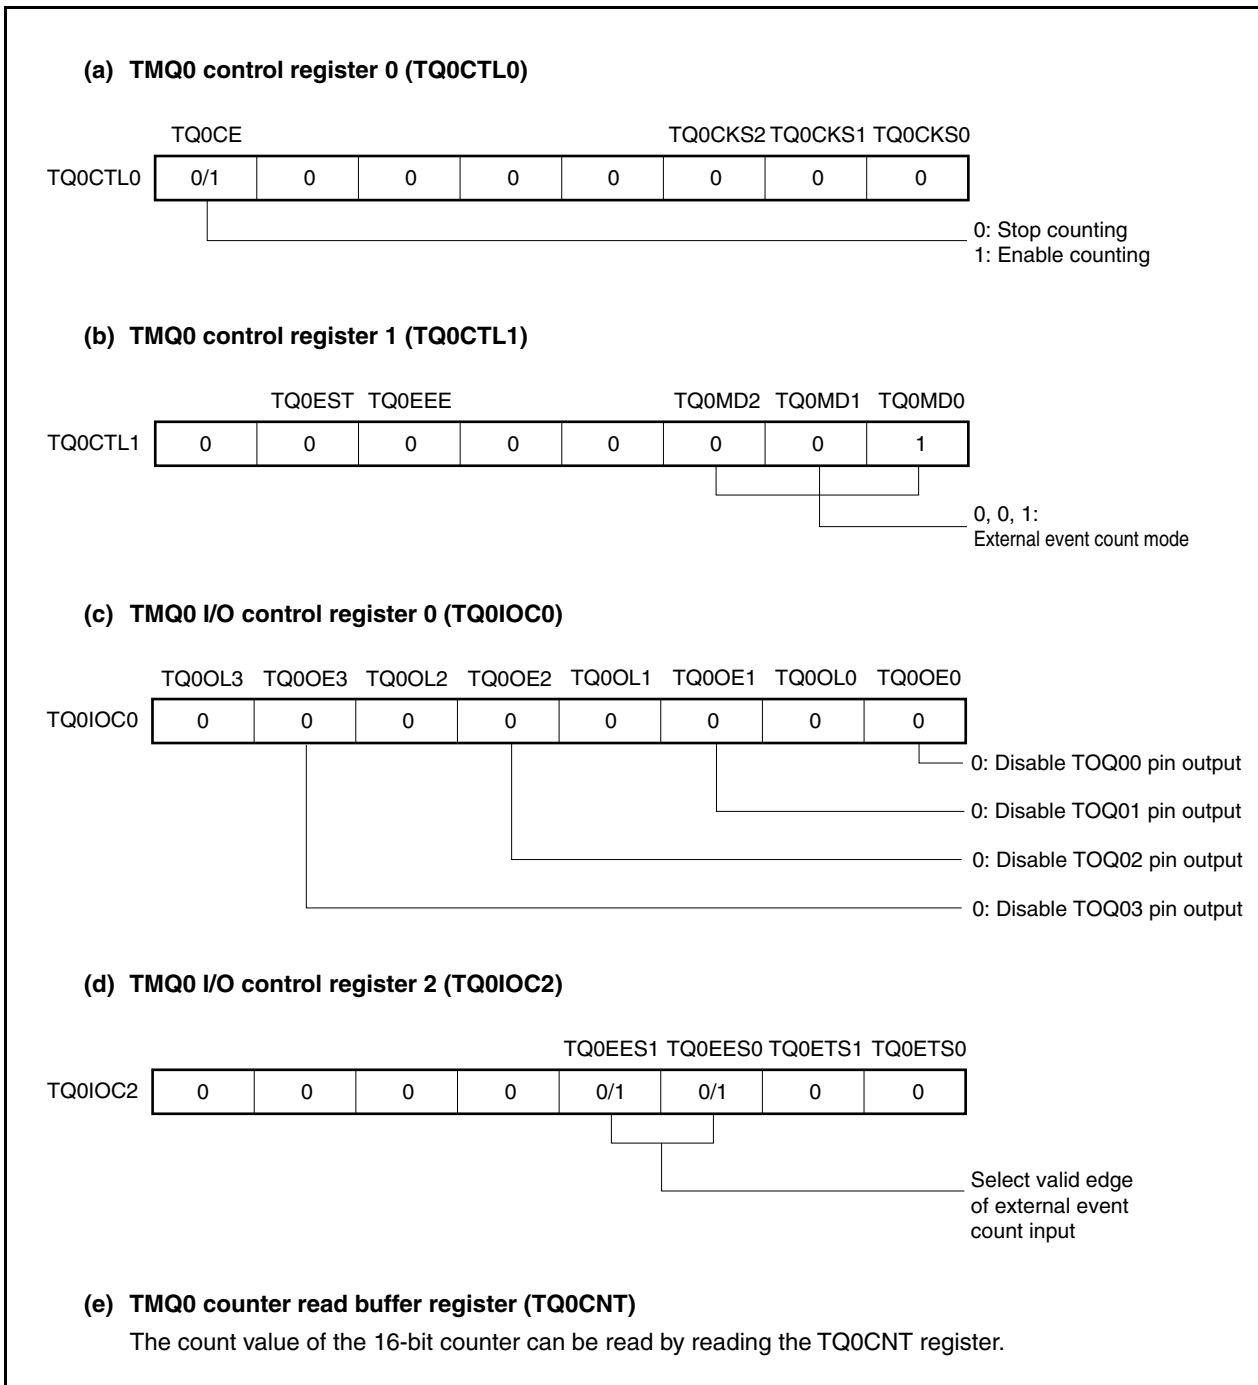 (a) TMQ0 control register 0 (TQ0CTL0)
TQ0CE TQ0CKS2 TQ0CKS1 TQ0CKS0
TQ0CTL0 0/1 0 0 0 0 0 0 0
0: Stop counting
1: Enable counting
(b) TMQ0 control register 1 (TQ0CTL1)
TQ0EST TQ0EEE TQ0MD2 TQ0MD1 TQ0MD0
TQ0CTL1 0 0 0 0 0 0 0 1
0, 0, 1:
External event count mode
(c) TMQ0 I/O control register 0 (TQ0IOC0)
TQ0OL3 TQ0OE3 TQ0OL2 TQ0OE2 TQ0OL1 TQ0OE1 TQ0OL0 TQ0OE0
TQ0IOC0 0 0 0 0 0 0 0 0
0: Disable TOQ00 pin output
0: Disable TOQ01 pin output
0: Disable TOQ02 pin output
0: Disable TOQ03 pin output
(d) TMQ0 I/O control register 2 (TQ0IOC2)
TQ0EES1 TQ0EES0 TQ0ETS1 TQ0ETS0
TQ0IOC2 0 0 0 0 0/1 0/1 0 0
Select valid edge
of external event
count input
(e) TMQ0 counter read buffer register (TQ0CNT)
The count value of the 16-bit counter can be read by reading the TQ0CNT register.